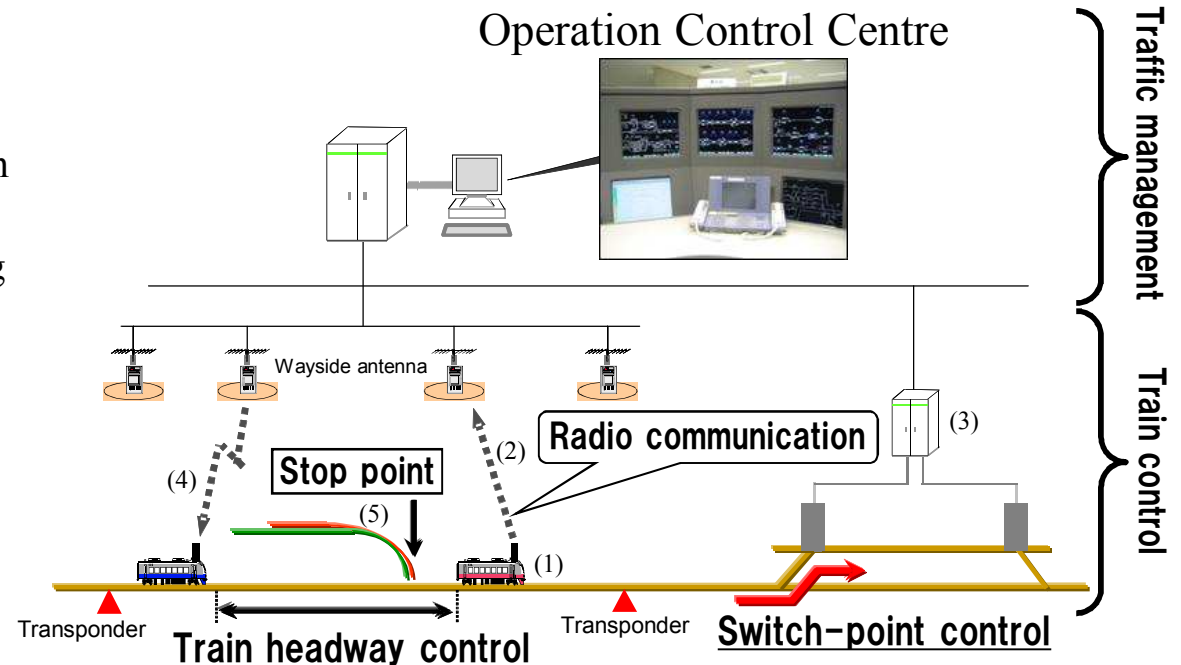 Operation Control Centre
Traffic management
Wayside antenna
Radio communication
(2)
(3)
Stop point
(4)
(5)
(1)
Train control
Transponder
Train headway control
Transponder
Switch-point control